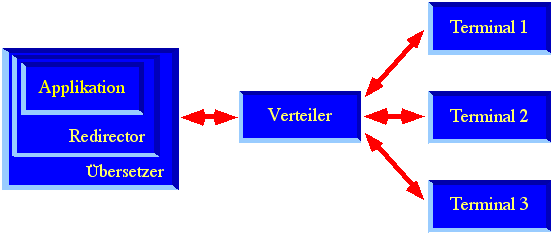 Applikation
Redirector
Übersetzer
Verteiler
Terminal 1
Terminal 2
Terminal 3